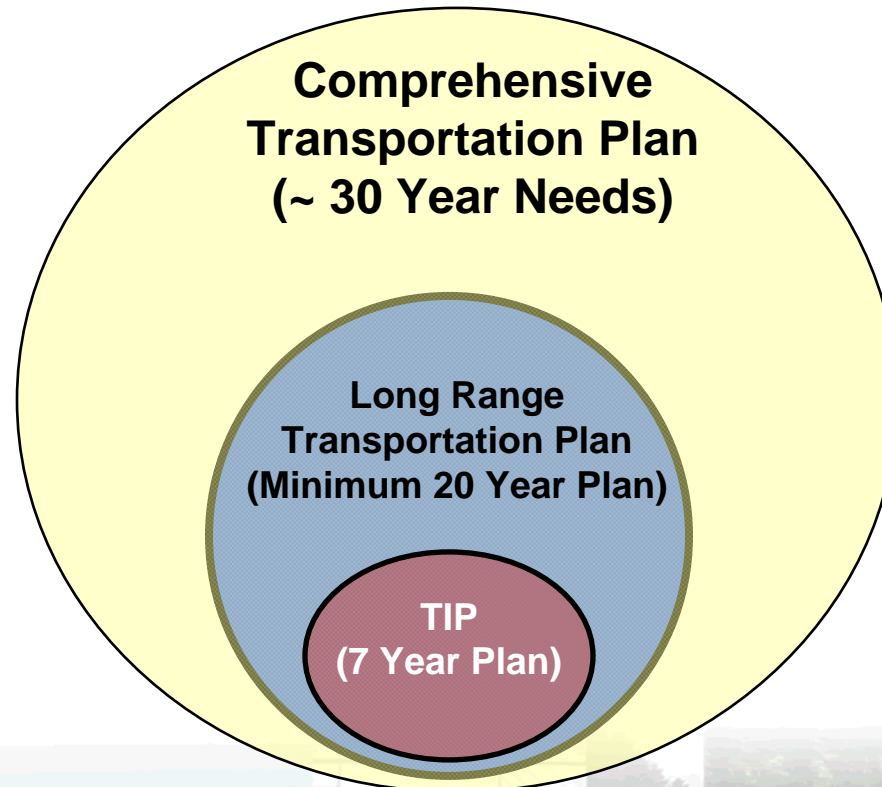 Comprehensive
Transportation Plan
(~ 30 Year Needs)
Long Range
Transportation Plan
(Minimum 20 Year Plan)
TIP
(7 Year Plan)